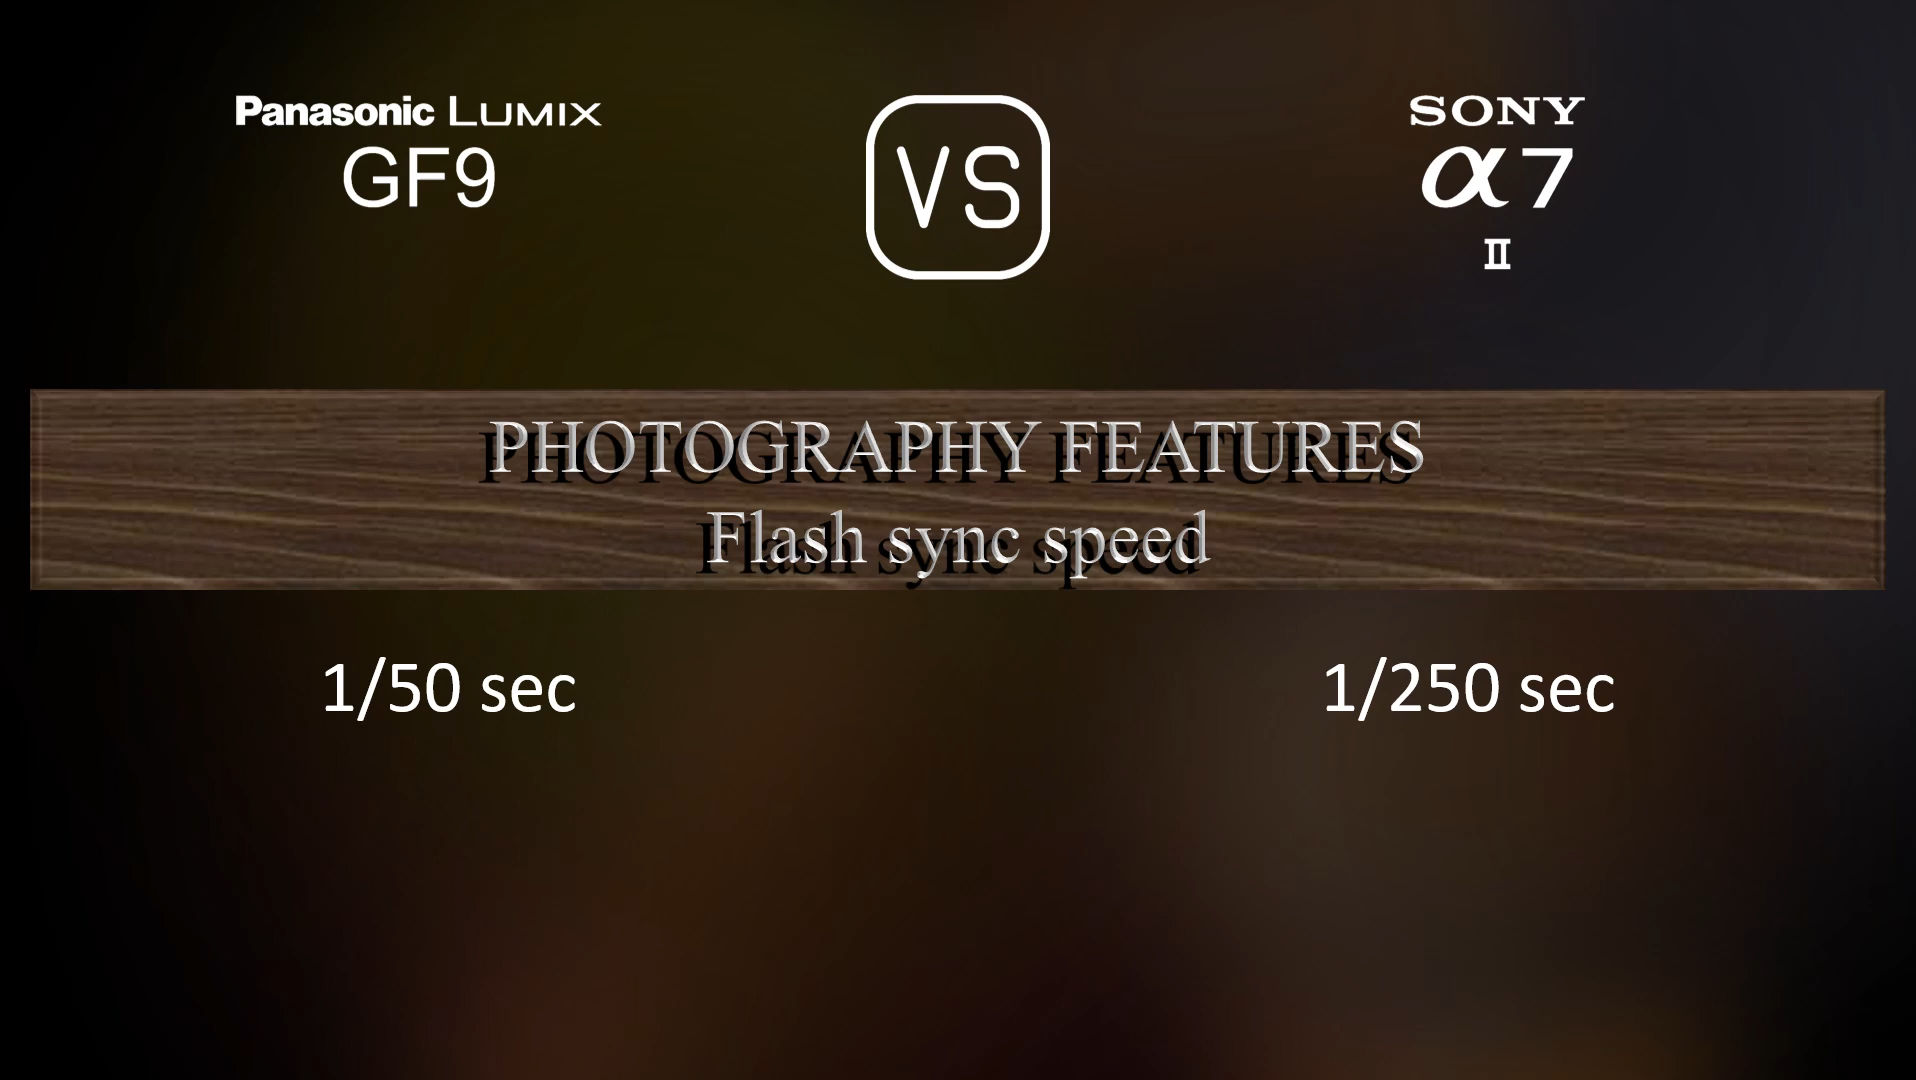 Panasonic LUMIX
GF9
VS
SONY
α7
II
PHOTOGRAPHY FEATURES
Flash sync speed
1/50 sec
1/250 sec